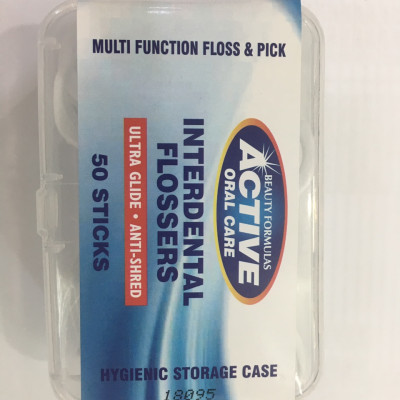 MULTI FUNCTION FLOSS & PICK
BEAUTY FORMULAS
ACTIVE
ORAL CARE
INTERDENTAL
FLOSSERS
ULTRA GLIDE • ANTI-SHRED
50 STICKS
HYGIENIC STORAGE CASE
18095